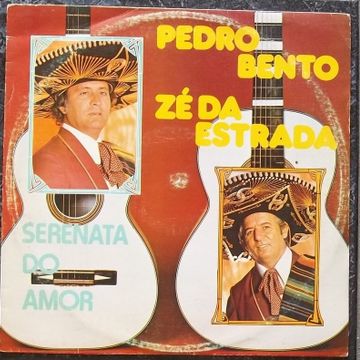 PEDRO
BENTO
ZÉ DA
ESTRADA
SERENATA
DO
AMOR